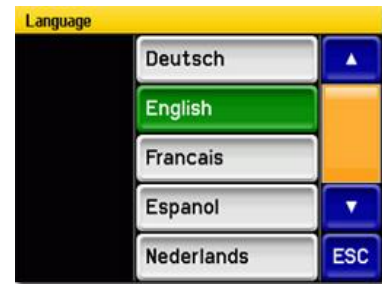 Language
Deutsch
English
Francais
Espanol
Nederlands
ESC